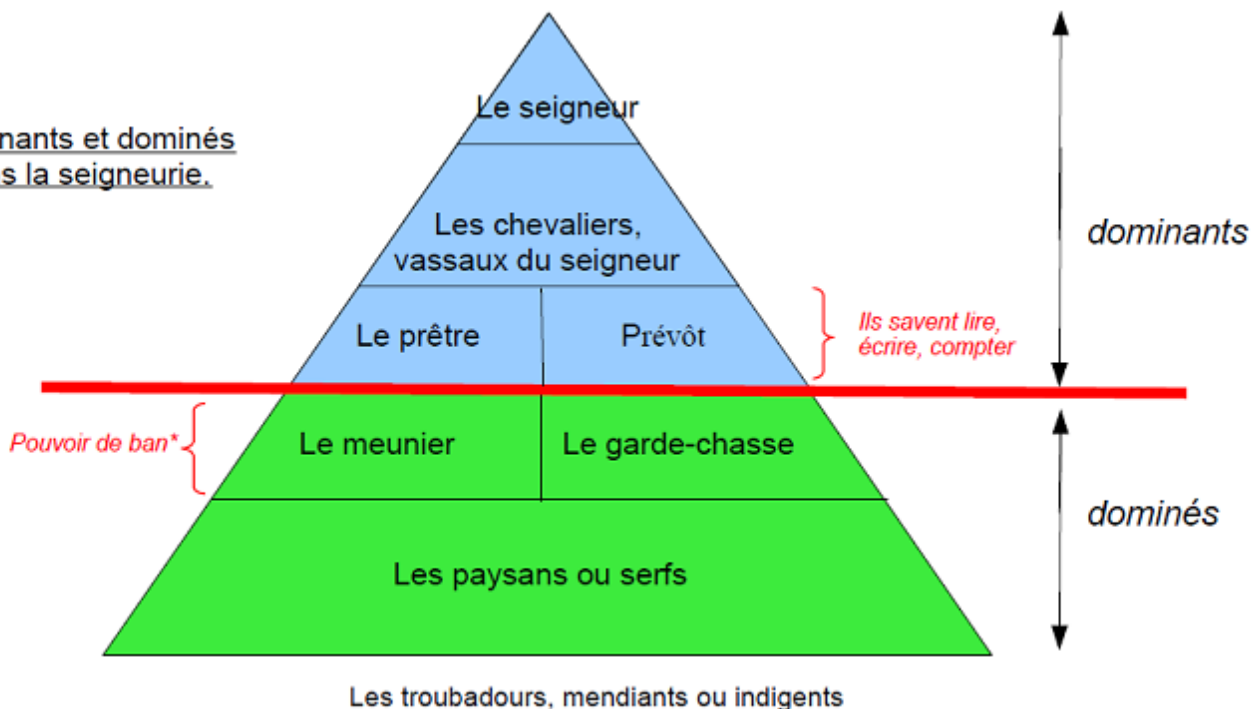 Le seigneur
nants et dominés
s la seigneurie.
Les chevaliers,
vassaux du seigneur
dominants
Le prêtre
Prévôt
Ils savent lire,
écrire, compter
Pouvoir de ban*
Le meunier
Le garde-chasse
dominés
Les paysans ou serfs
Les troubadours, mendiants ou indigents